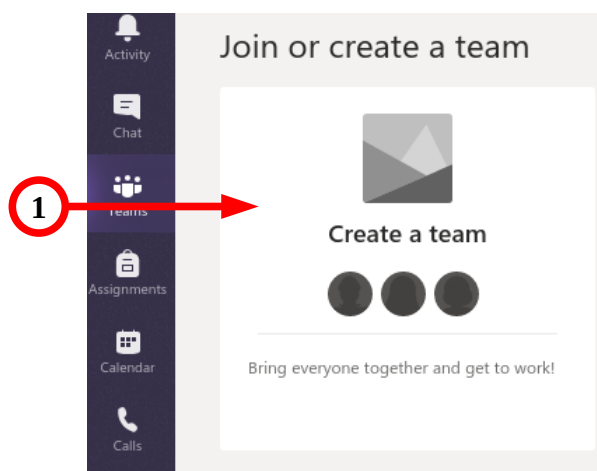 Activity
Join or create a team
Chat
1
Teams
Create a team
Assignments
Calendar
Bring everyone together and get to work!
Calls